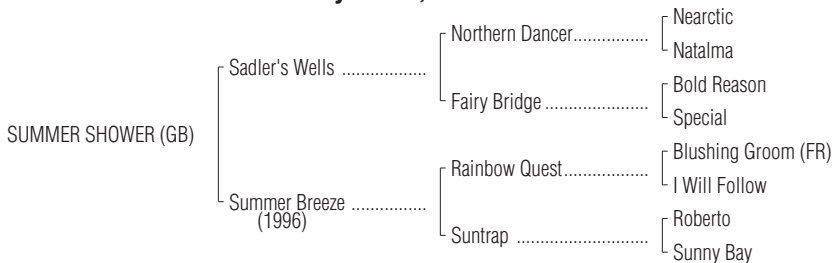 Nearctic
Northern Dancer................
Natalma
Sadler's Wells ..................
Bold Reason
Fairy Bridge ......................
Special
SUMMER SHOWER (GB)
Blushing Groom (FR)
Rainbow Quest..................
I Will Follow
Summer Breeze ................
(1996)
Roberto
Suntrap ............................
Sunny Bay